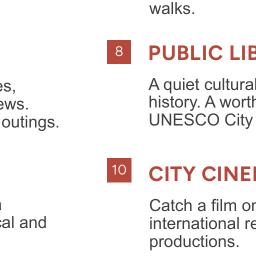 walks.
8 PUBLIC LIB
es,
ews.
outings.
A quiet cultural
history. A worth
UNESCO City
10 CITY CINE
cal and
Catch a film or
international re
productions.